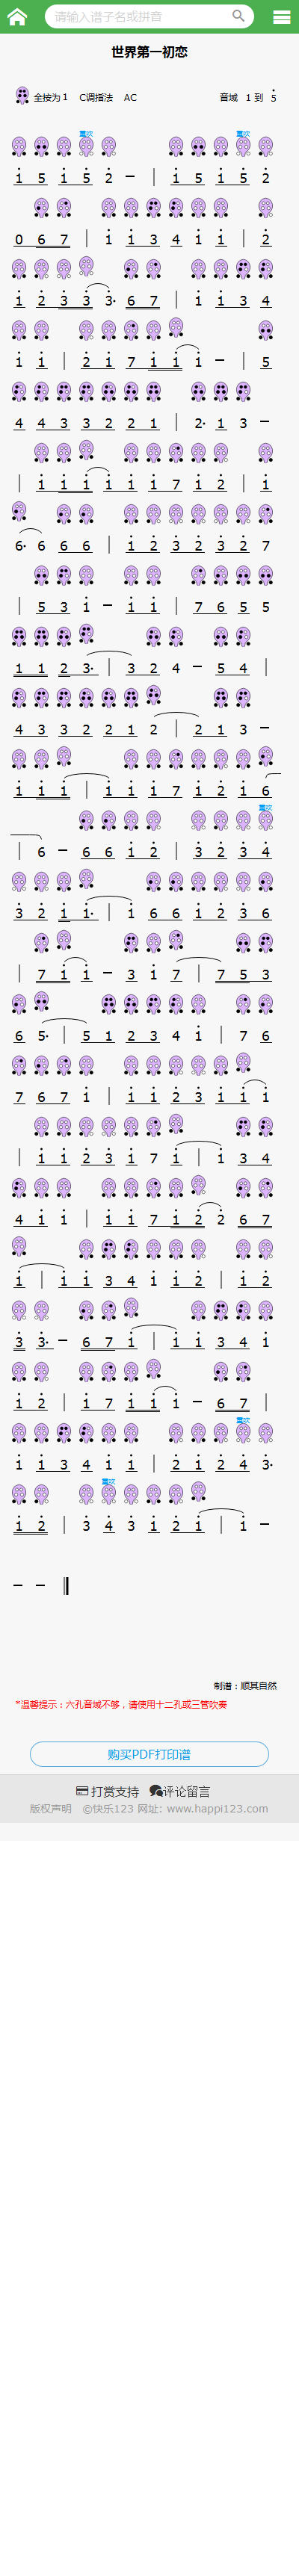 请输入谱子名或拼音
世界第一初恋
全按为1 C调指法 AC 音域 1 到 5
重吹 重吹
1 5 1 5 2 - | 1 5 1 5 2
0 6 7 | 1 1 3 4 1 1 | 2
1 2 3 3 3· 6 7 | 1 1 3 4
1 1 | 2 1 7 1 1 1 - | 5
4 4 3 3 2 2 1 | 2· 1 3 -
| 1 1 1 1 1 1 7 1 2 | 1
6· 6 6 6 | 1 2 3 2 3 2 7
| 5 3 1 - 1 1 | 7 6 5 5
1 1 2 3· | 3 2 4 - 5 4 |
4 3 3 2 2 1 2 | 2 1 3 -
1 1 1 | 1 1 1 7 1 2 1 6
重吹
| 6 - 6 6 1 2 | 3 2 3 4
3 2 1 1· | 1 6 6 1 2 3 6
| 7 1 1 - 3 1 7 | 7 5 3
6 5· | 5 1 2 3 4 1 | 7 6
7 6 7 1 | 1 1 2 3 1 1 1
| 1 1 2 3 1 7 1 | 1 3 4
4 1 1 | 1 1 7 1 2 2 6 7
1 | 1 1 3 4 1 1 2 | 1 2
3 3· - 6 7 1 | 1 1 3 4 1
1 2 | 1 7 1 1 1 - 6 7 |
重吹
1 1 3 4 1 1 | 2 1 2 4 3·
重吹
1 2 | 3 4 3 1 2 1 | 1 -
- - ‖
制谱：顺其自然
*温馨提示：六孔音域不够，请使用十二孔或三管吹奏
购买PDF打印谱
打赏支持 评论留言
版权声明 ©快乐123 网址: www.happi123.com